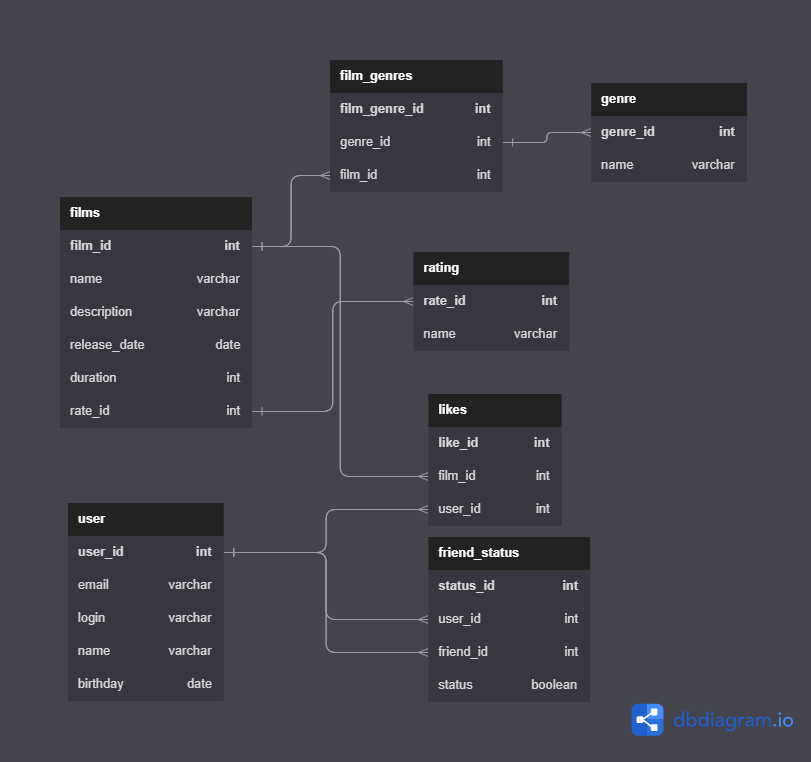 film_genres
film_genre_id int
genre_id int
film_id int
genre
genre_id int
name varchar
films
film_id int
name varchar
description varchar
release_date date
duration int
rate_id int
rating
rate_id int
name varchar
likes
like_id int
film_id int
user_id int
user
user_id int
email varchar
login varchar
name varchar
birthday date
friend_status
status_id int
user_id int
friend_id int
status boolean
dbdiagram.io